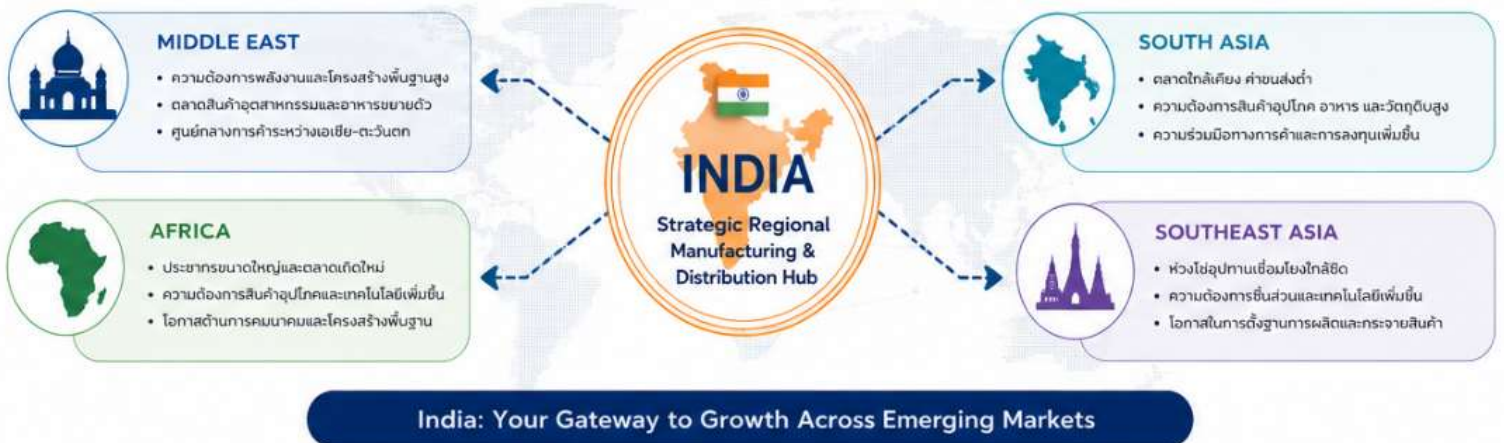 MIDDLE EAST
• ความต้องการพลังงานและโครงสร้างพื้นฐานสูง
• ตลาดสินค้าอุตสาหกรรมและอาหารขยายตัว
• ศูนย์กลางการค้าระหว่างเอเชีย-ตะวันตก
AFRICA
• ประชากรขนาดใหญ่และตลาดเกิดใหม่
• ความต้องการสินค้าอุปโภคและเทคโนโลยีเพิ่มขึ้น
• โอกาสด้านการคมนาคมและโครงสร้างพื้นฐาน
INDIA
Strategic Regional
Manufacturing &
Distribution Hub
SOUTH ASIA
• ตลาดใกล้เคียง ค่าขนส่งต่ำ
• ความต้องการสินค้าอุปโภค อาหาร และวัตถุดิบสูง
• ความร่วมมือทางการค้าและการลงทุนเพิ่มขึ้น
SOUTHEAST ASIA
• ห่วงโซ่อุปทานเชื่อมโยงใกล้ชิด
• ความต้องการชิ้นส่วนและเทคโนโลยีเพิ่มขึ้น
• โอกาสในการตั้งฐานการผลิตและกระจายสินค้า
India: Your Gateway to Growth Across Emerging Markets